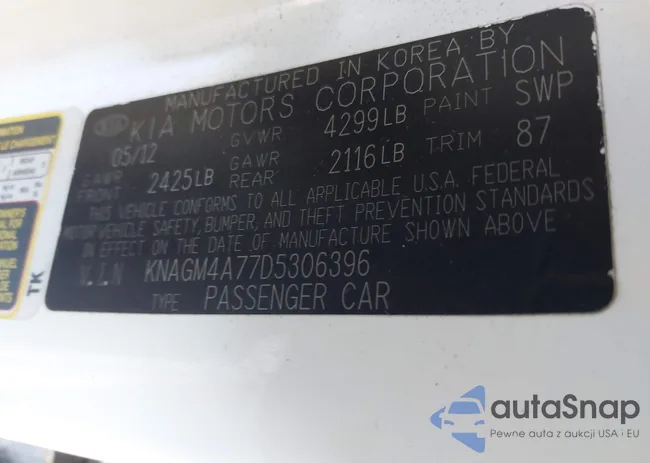 MANUFACTURED IN KOREA BY
KIA KIA MOTORS CORPORATION
05/12 GVWR 4299LB PAINT SWP
GAWR FRONT 2425LB GAWR REAR 2116LB TRIM 87
THIS VEHICLE CONFORMS TO ALL APPLICABLE U.S.A. FEDERAL
MOTOR VEHICLE SAFETY, BUMPER, AND THEFT PREVENTION STANDARDS
IN EFFECT ON THE DATE OF MANUFACTURE SHOWN ABOVE
V.I.N KNAGM4A77D5306396
TYPE PASSENGER CAR
TK
autaSnap
Pewne auta z aukcji USA i EU